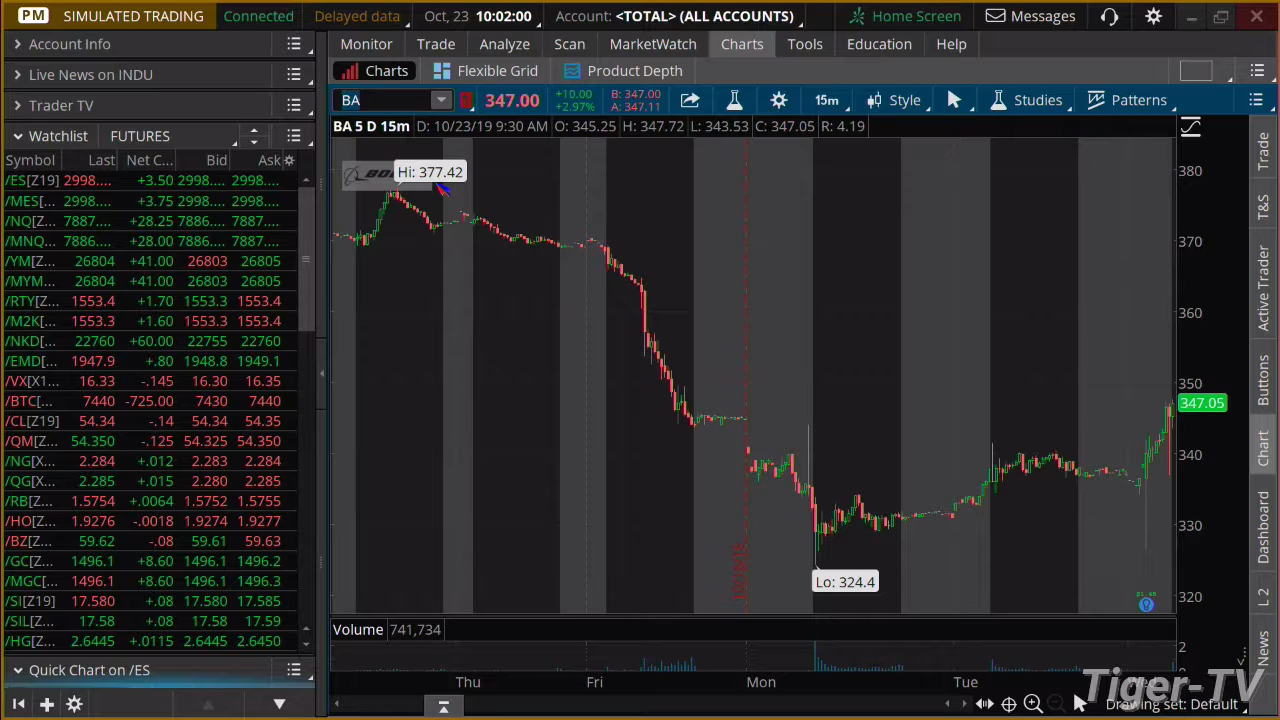 PM SIMULATED TRADING Connected Delayed data Oct, 23 10:02:00 Account: <TOTAL> (ALL ACCOUNTS) Home Screen Messages
Account Info
Live News on INDU
Trader TV
Watchlist FUTURES
Symbol Last Net C... Bid Ask
/ES[Z19] 2998.... +3.50 2998.... 2998....
/MES[... 2998.... +3.75 2998.... 2998....
/NQ[Z... 7887.... +28.25 7886.... 7887....
/MNQ... 7886.... +28.00 7886.... 7887....
/YM[Z... 26804 +41.00 26803 26805
/MYM... 26804 +41.00 26803 26805
/RTY[Z... 1553.4 +1.70 1553.3 1553.4
/M2K[... 1553.3 +1.60 1553.3 1553.4
/NKD[... 22760 +60.00 22755 22760
/EMD[... 1947.9 +.80 1948.8 1949.1
/VX[X1... 16.33 -.145 16.30 16.35
/BTC[... 7440 -725.00 7430 7440
/CL[Z19] 54.34 -.14 54.34 54.35
/QM[Z... 54.350 -.125 54.325 54.350
/NG[X... 2.284 +.012 2.283 2.284
/QG[X... 2.285 +.015 2.280 2.285
/RB[Z... 1.5754 +.0064 1.5752 1.5755
/HO[Z... 1.9276 -.0018 1.9274 1.9277
/BZ[Z... 59.62 -.08 59.61 59.63
/GC[Z... 1496.1 +8.60 1496.1 1496.2
/MGC[... 1496.1 +8.60 1496.1 1496.3
/SI[Z19] 17.580 +.08 17.580 17.585
/SIL[Z... 17.58 +.08 17.58 17.59
/HG[Z... 2.6445 +.0115 2.6445 2.6450
Quick Chart on /ES
Monitor Trade Analyze Scan MarketWatch Charts Tools Education Help
Charts Flexible Grid Product Depth
BA 347.00 +10.00 B: 347.00 15m Style Studies Patterns
+2.97% A: 347.11
BA 5 D 15m D: 10/23/19 9:30 AM O: 345.25 H: 347.72 L: 343.53 C: 347.05 R: 4.19
Hi: 377.42
Lo: 324.4
380
370
360
350
347.05
340
330
320
Volume 741,734
2
Thu Fri Mon Tue
Drawing set: Default
Trade
T&S
Active Trader
Buttons
Chart
Dashboard
L 2
News
Tiger-TV